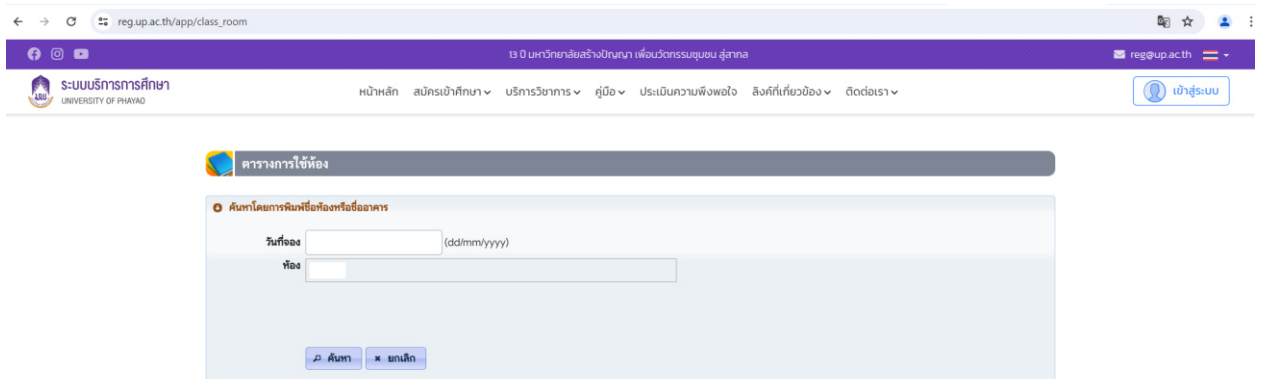 reg.up.ac.th/app/class_room
13 ปี มหาวิทยาลัยสร้างปัญญา เพื่อนวัตกรรมชุมชน สู่สากล
reg@up.ac.th
ระบบบริการการศึกษา
UNIVERSITY OF PHAYAO
หน้าหลัก สมัครเข้าศึกษา บริการวิชาการ คู่มือ ประเมินความพึงพอใจ ลิงค์ที่เกี่ยวข้อง ติดต่อเรา
เข้าสู่ระบบ
ตารางการใช้ห้อง
ค้นหาโดยการพิมพ์ชื่อห้องหรือชื่ออาคาร
วันที่จอง (dd/mm/yyyy)
ห้อง
ค้นหา ยกเลิก